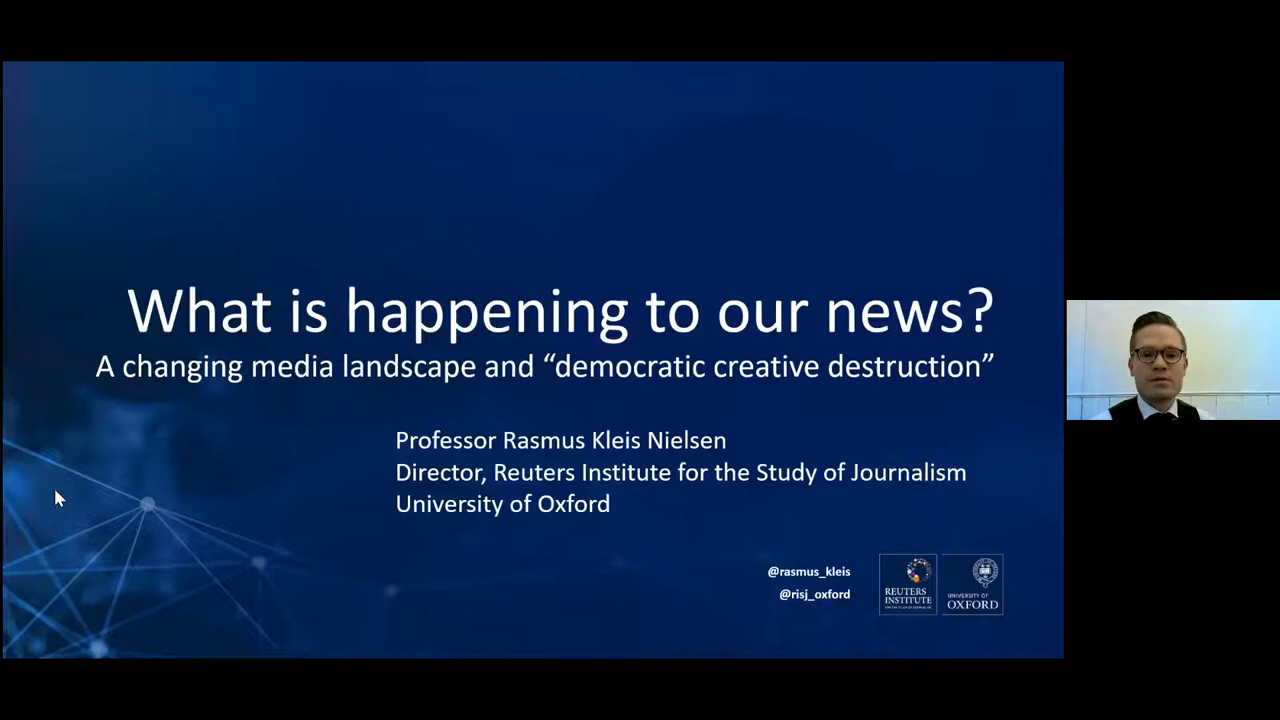 What is happening to our news?
A changing media landscape and “democratic creative destruction”
Professor Rasmus Kleis Nielsen
Director, Reuters Institute for the Study of Journalism
University of Oxford
@rasmus_kleis
@risj_oxford
REUTERS
INSTITUTE
UNIVERSITY OF
OXFORD